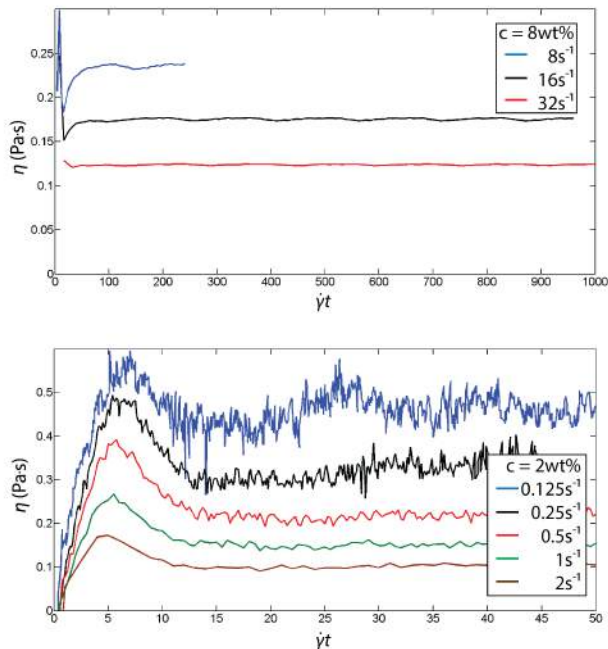 c = 8wt%
8s⁻¹
16s⁻¹
32s⁻¹
0.25
0.2
0.15
0.1
0.05
0
η (Pa·s)
0 100 200 300 400 500 600 700 800 900 1000
γ̇t
0.5
0.4
0.3
0.2
0.1
0
η (Pa·s)
c = 2wt%
0.125s⁻¹
0.25s⁻¹
0.5s⁻¹
1s⁻¹
2s⁻¹
0 5 10 15 20 25 30 35 40 45 50
γ̇t